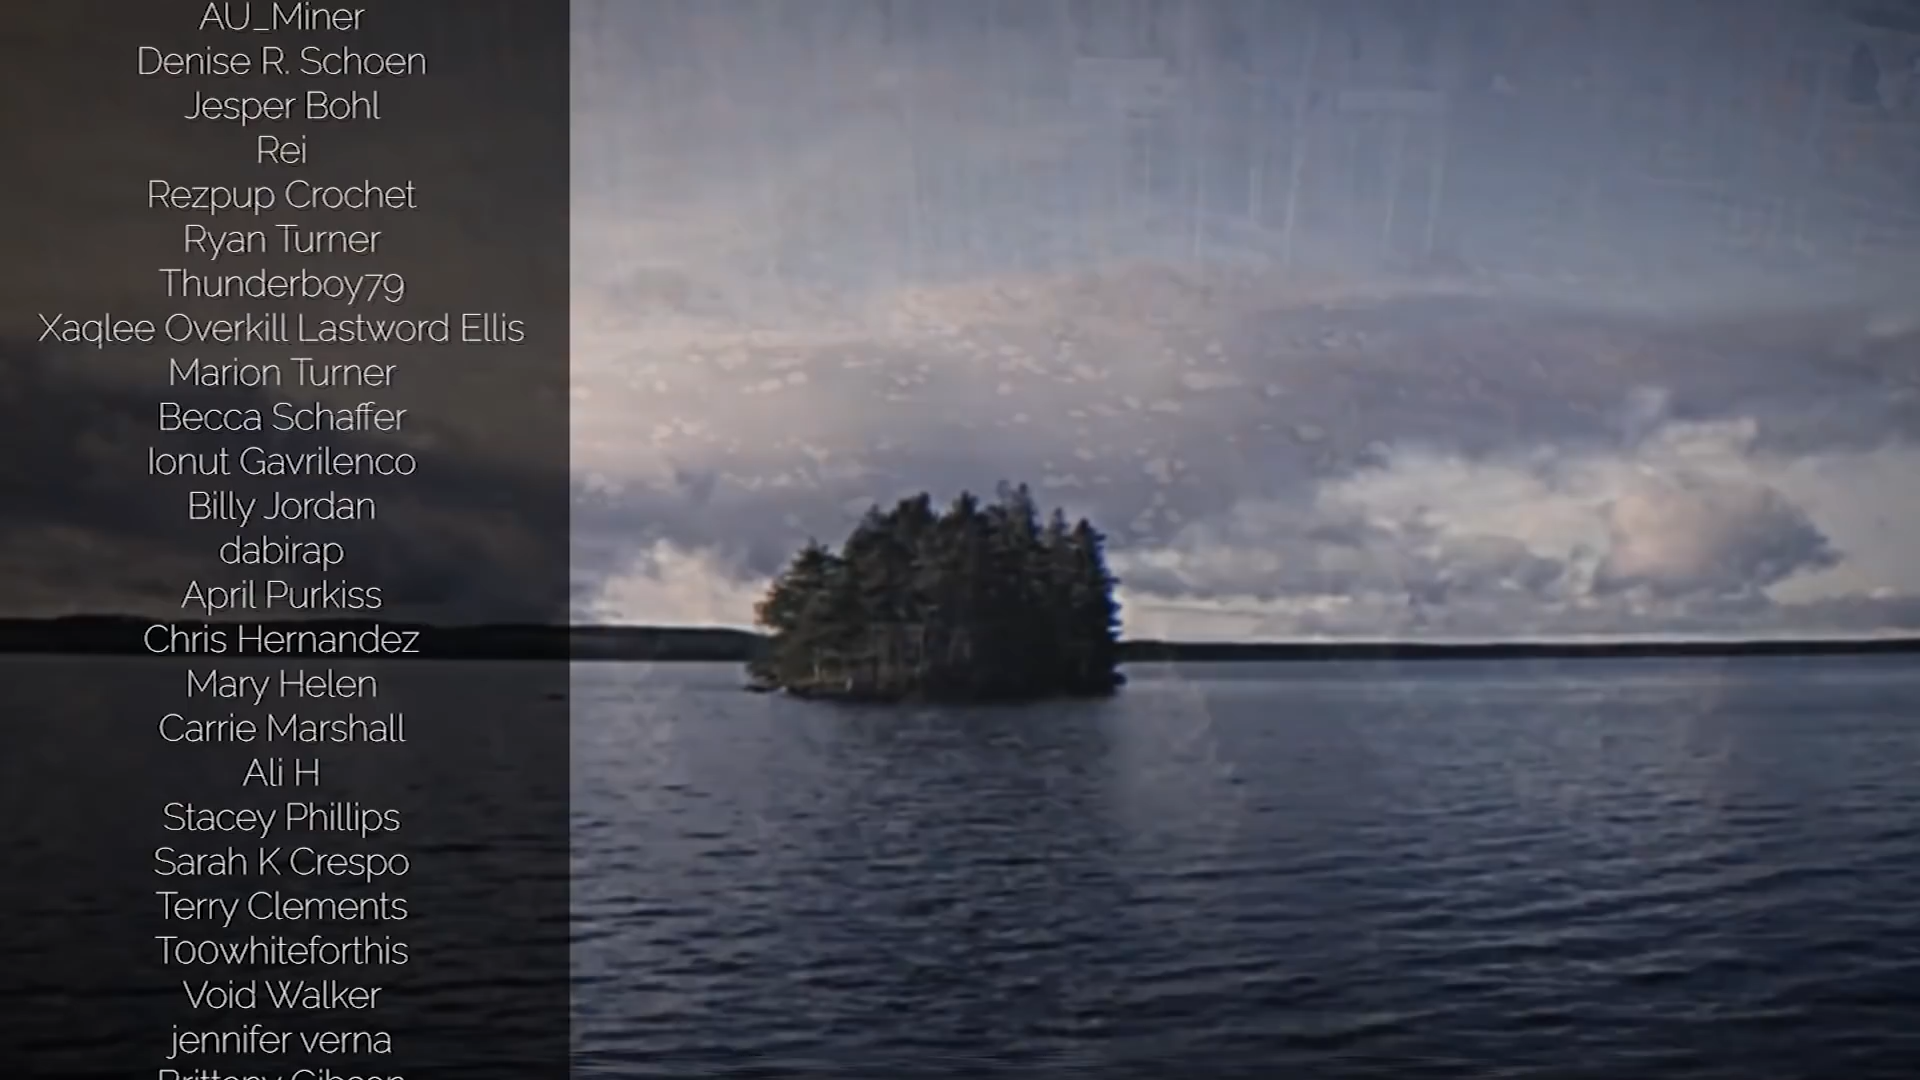 AU_Miner
Denise R. Schoen
Jesper Bohl
Rei
Rezpup Crochet
Ryan Turner
Thunderboy79
Xaqlee Overkill Lastword Ellis
Marion Turner
Becca Schaffer
Ionut Gavrilenco
Billy Jordan
dabirap
April Purkiss
Chris Hernandez
Mary Helen
Carrie Marshall
Ali H
Stacey Phillips
Sarah K Crespo
Terry Clements
T00whiteforthis
Void Walker
jennifer verna